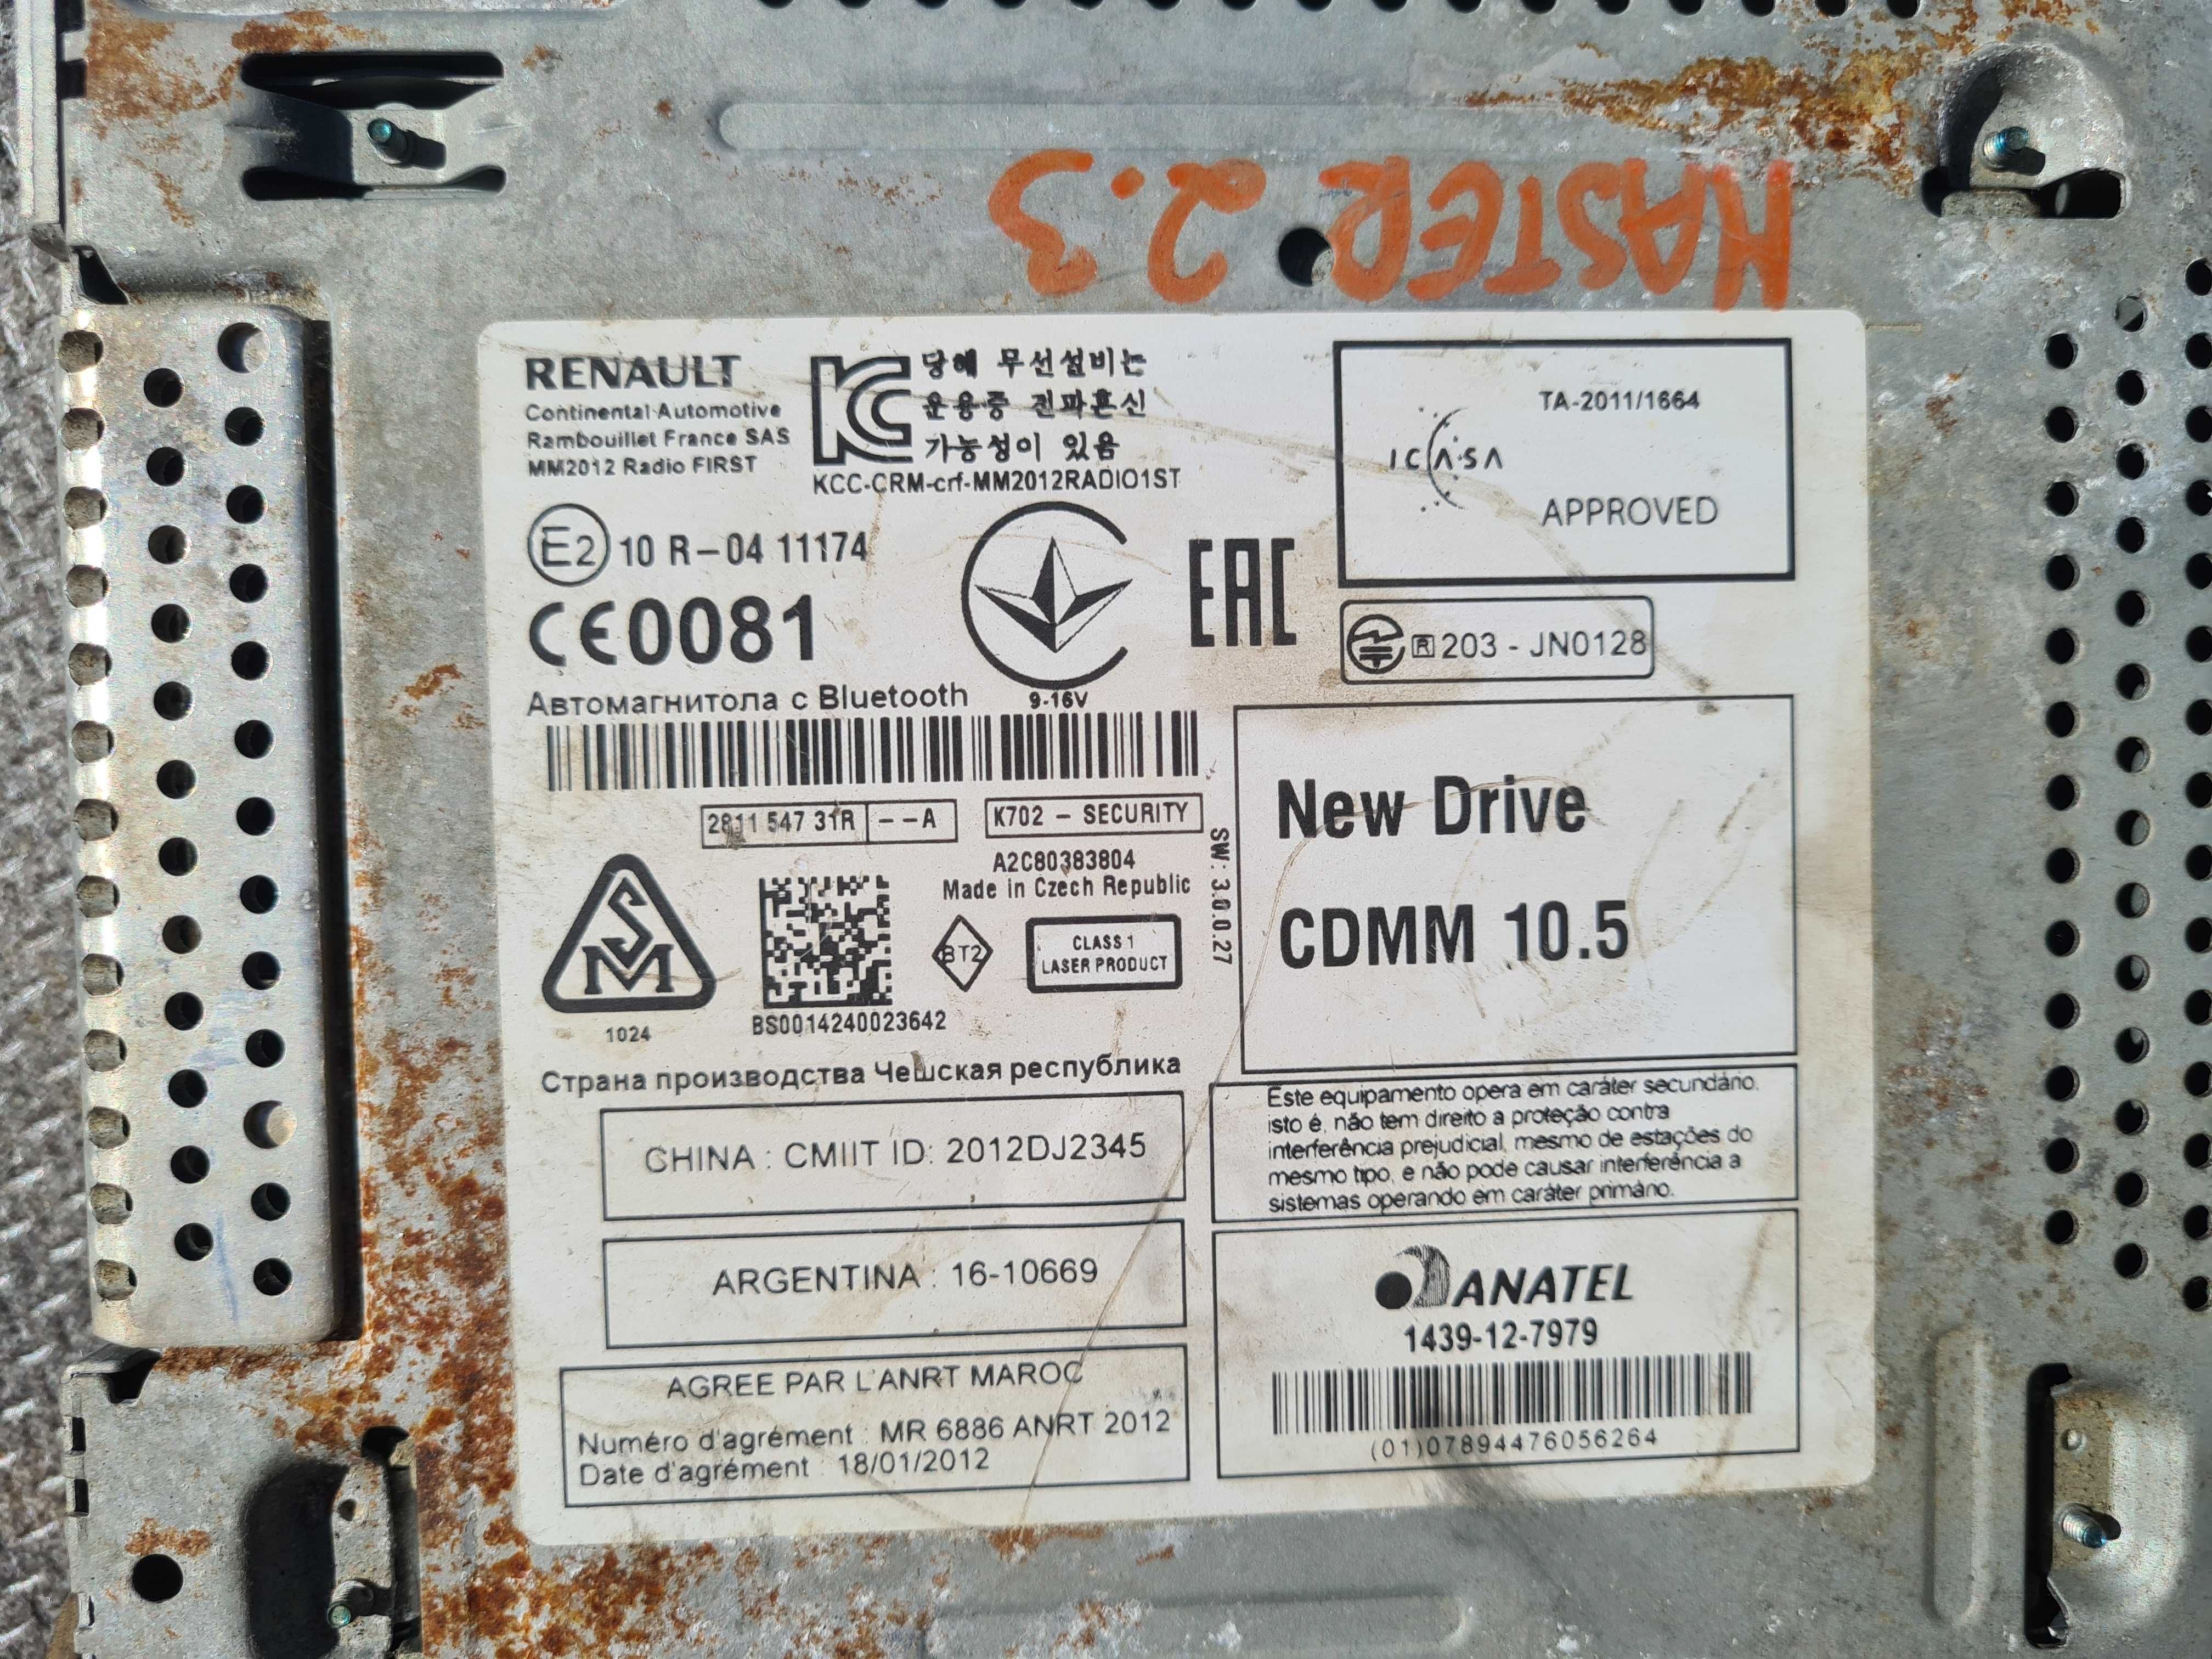 MASTER 2.3
RENAULT
Continental Automotive
Rambouillet France SAS
MM2012 Radio FIRST
당해 무선설비는
운용중 전파혼신
가능성이 있음
KCC-CRM-crf-MM2012RADIO1ST
TA-2011/1664
ICASA
APPROVED
E2 10 R-04 11174
CE0081
EAC
R 203 - JN0128
Автомагнитола с Bluetooth
9-16V
2811 547 31R --A
K702 - SECURITY
A2C80383804
Made in Czech Republic
SW: 3.0.0.27
New Drive
CDMM 10.5
SM
1024
BS0014240023642
BT2
CLASS 1
LASER PRODUCT
Страна производства Чешская республика
CHINA : CMIIT ID: 2012DJ2345
ARGENTINA : 16-10669
AGREE PAR L'ANRT MAROC
Numéro d'agrément : MR 6886 ANRT 2012
Date d'agrément : 18/01/2012
Este equipamento opera em caráter secundário.
isto é, não tem direito a proteção contra
interferência prejudicial, mesmo de estações do
mesmo tipo, e não pode causar interferência a
sistemas operando em caráter primário.
ANATEL
1439-12-7979
(01)07894476056264